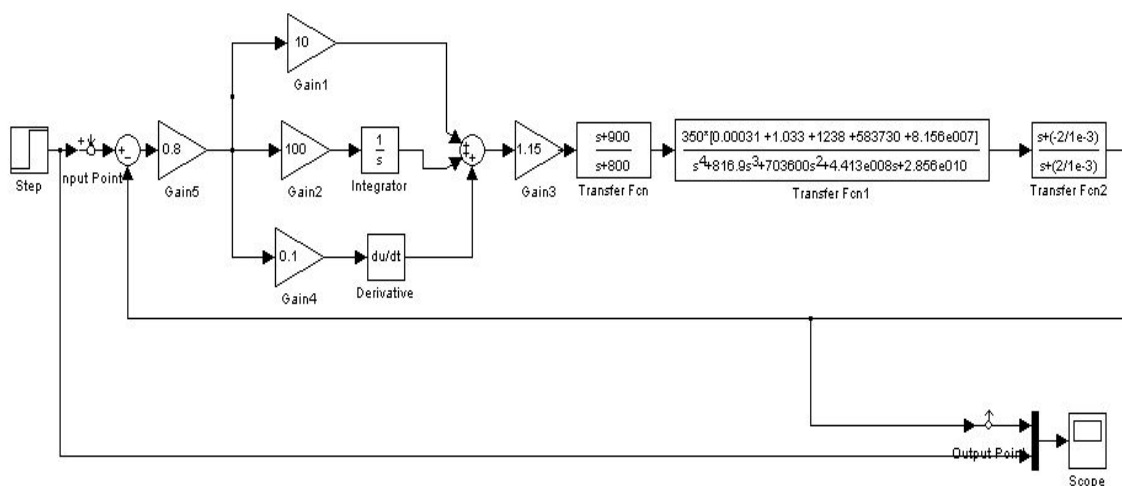 10
Gain1
Step
nput Point
0.8
Gain5
100
Gain2
1
s
Integrator
1.15
Gain3
s+900
s+800
Transfer Fcn
350*[0.00031 +1.033 +1238 +583730 +8.156e007]
s4+816.9s3+703600s2+4.413e008s+2.856e010
Transfer Fcn1
s+(-2/1e-3)
s+(2/1e-3)
Transfer Fcn2
0.1
Gain4
du/dt
Derivative
Output Point
Scope